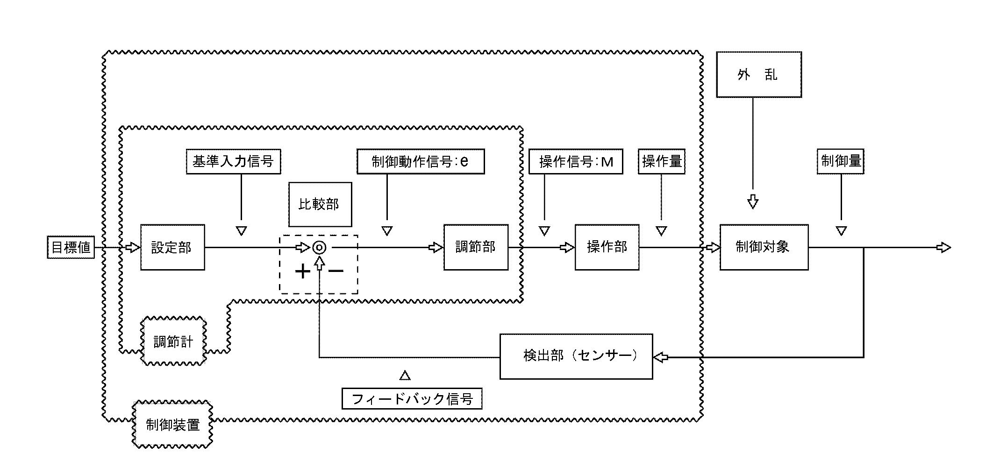 外 乱
基準入力信号
制御動作信号:e
操作信号:M
操作量
制御量
比較部
目標値
設定部
調節部
操作部
制御対象
+ −
調節計
検出部(センサー)
フィードバック信号
制御装置